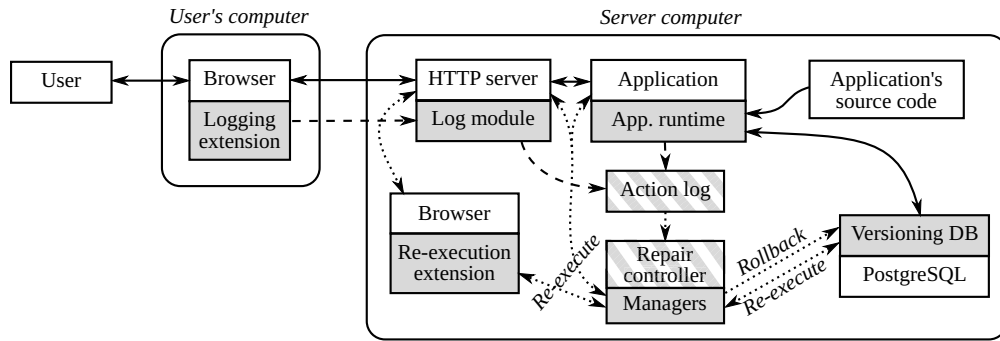 User's computer
Server computer
User
Browser
Logging
extension
HTTP server
Log module
Application
App. runtime
Application's
source code
Action log
Browser
Re-execution
extension
Re-execute
Repair
controller
Managers
Rollback
Re-execute
Versioning DB
PostgreSQL